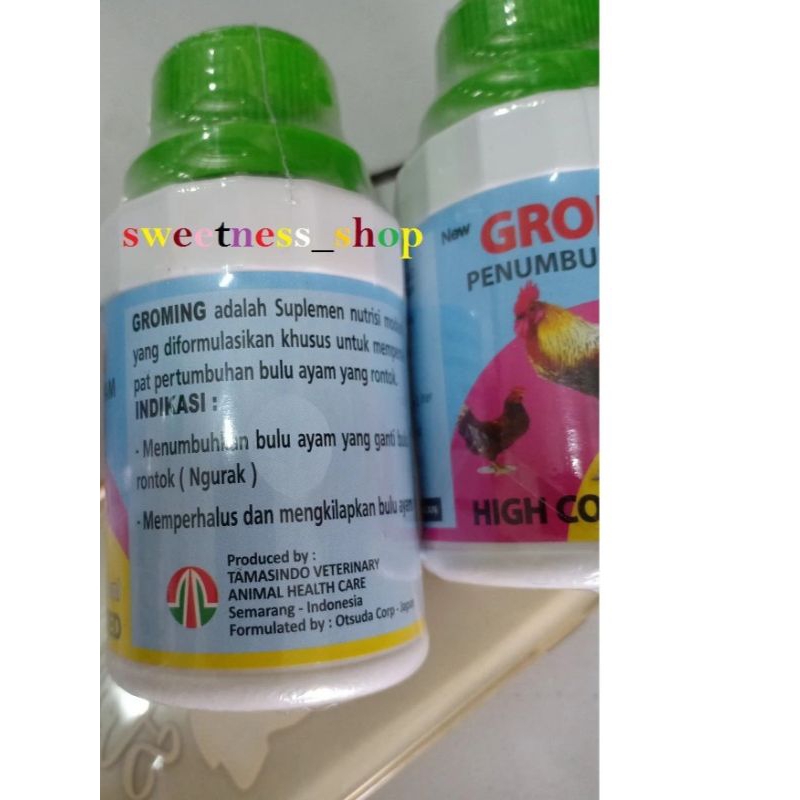 sweetness_shop
GROMING adalah Suplemen nutrisi
yang diformulasikan khusus untuk
pat pertumbuhan bulu ayam yang rontok.
INDIKASI :
- Menumbuhkan bulu ayam yang ganti
rontok ( Ngurak )
- Memperhalus dan mengkilapkan bulu ayam
Produced by :
TAMASINDO VETERINARY
ANIMAL HEALTH CARE
Semarang - Indonesia
Formulated by : Otsuda Corp - Japan
New GRO
PENUMBU
HIGH CO